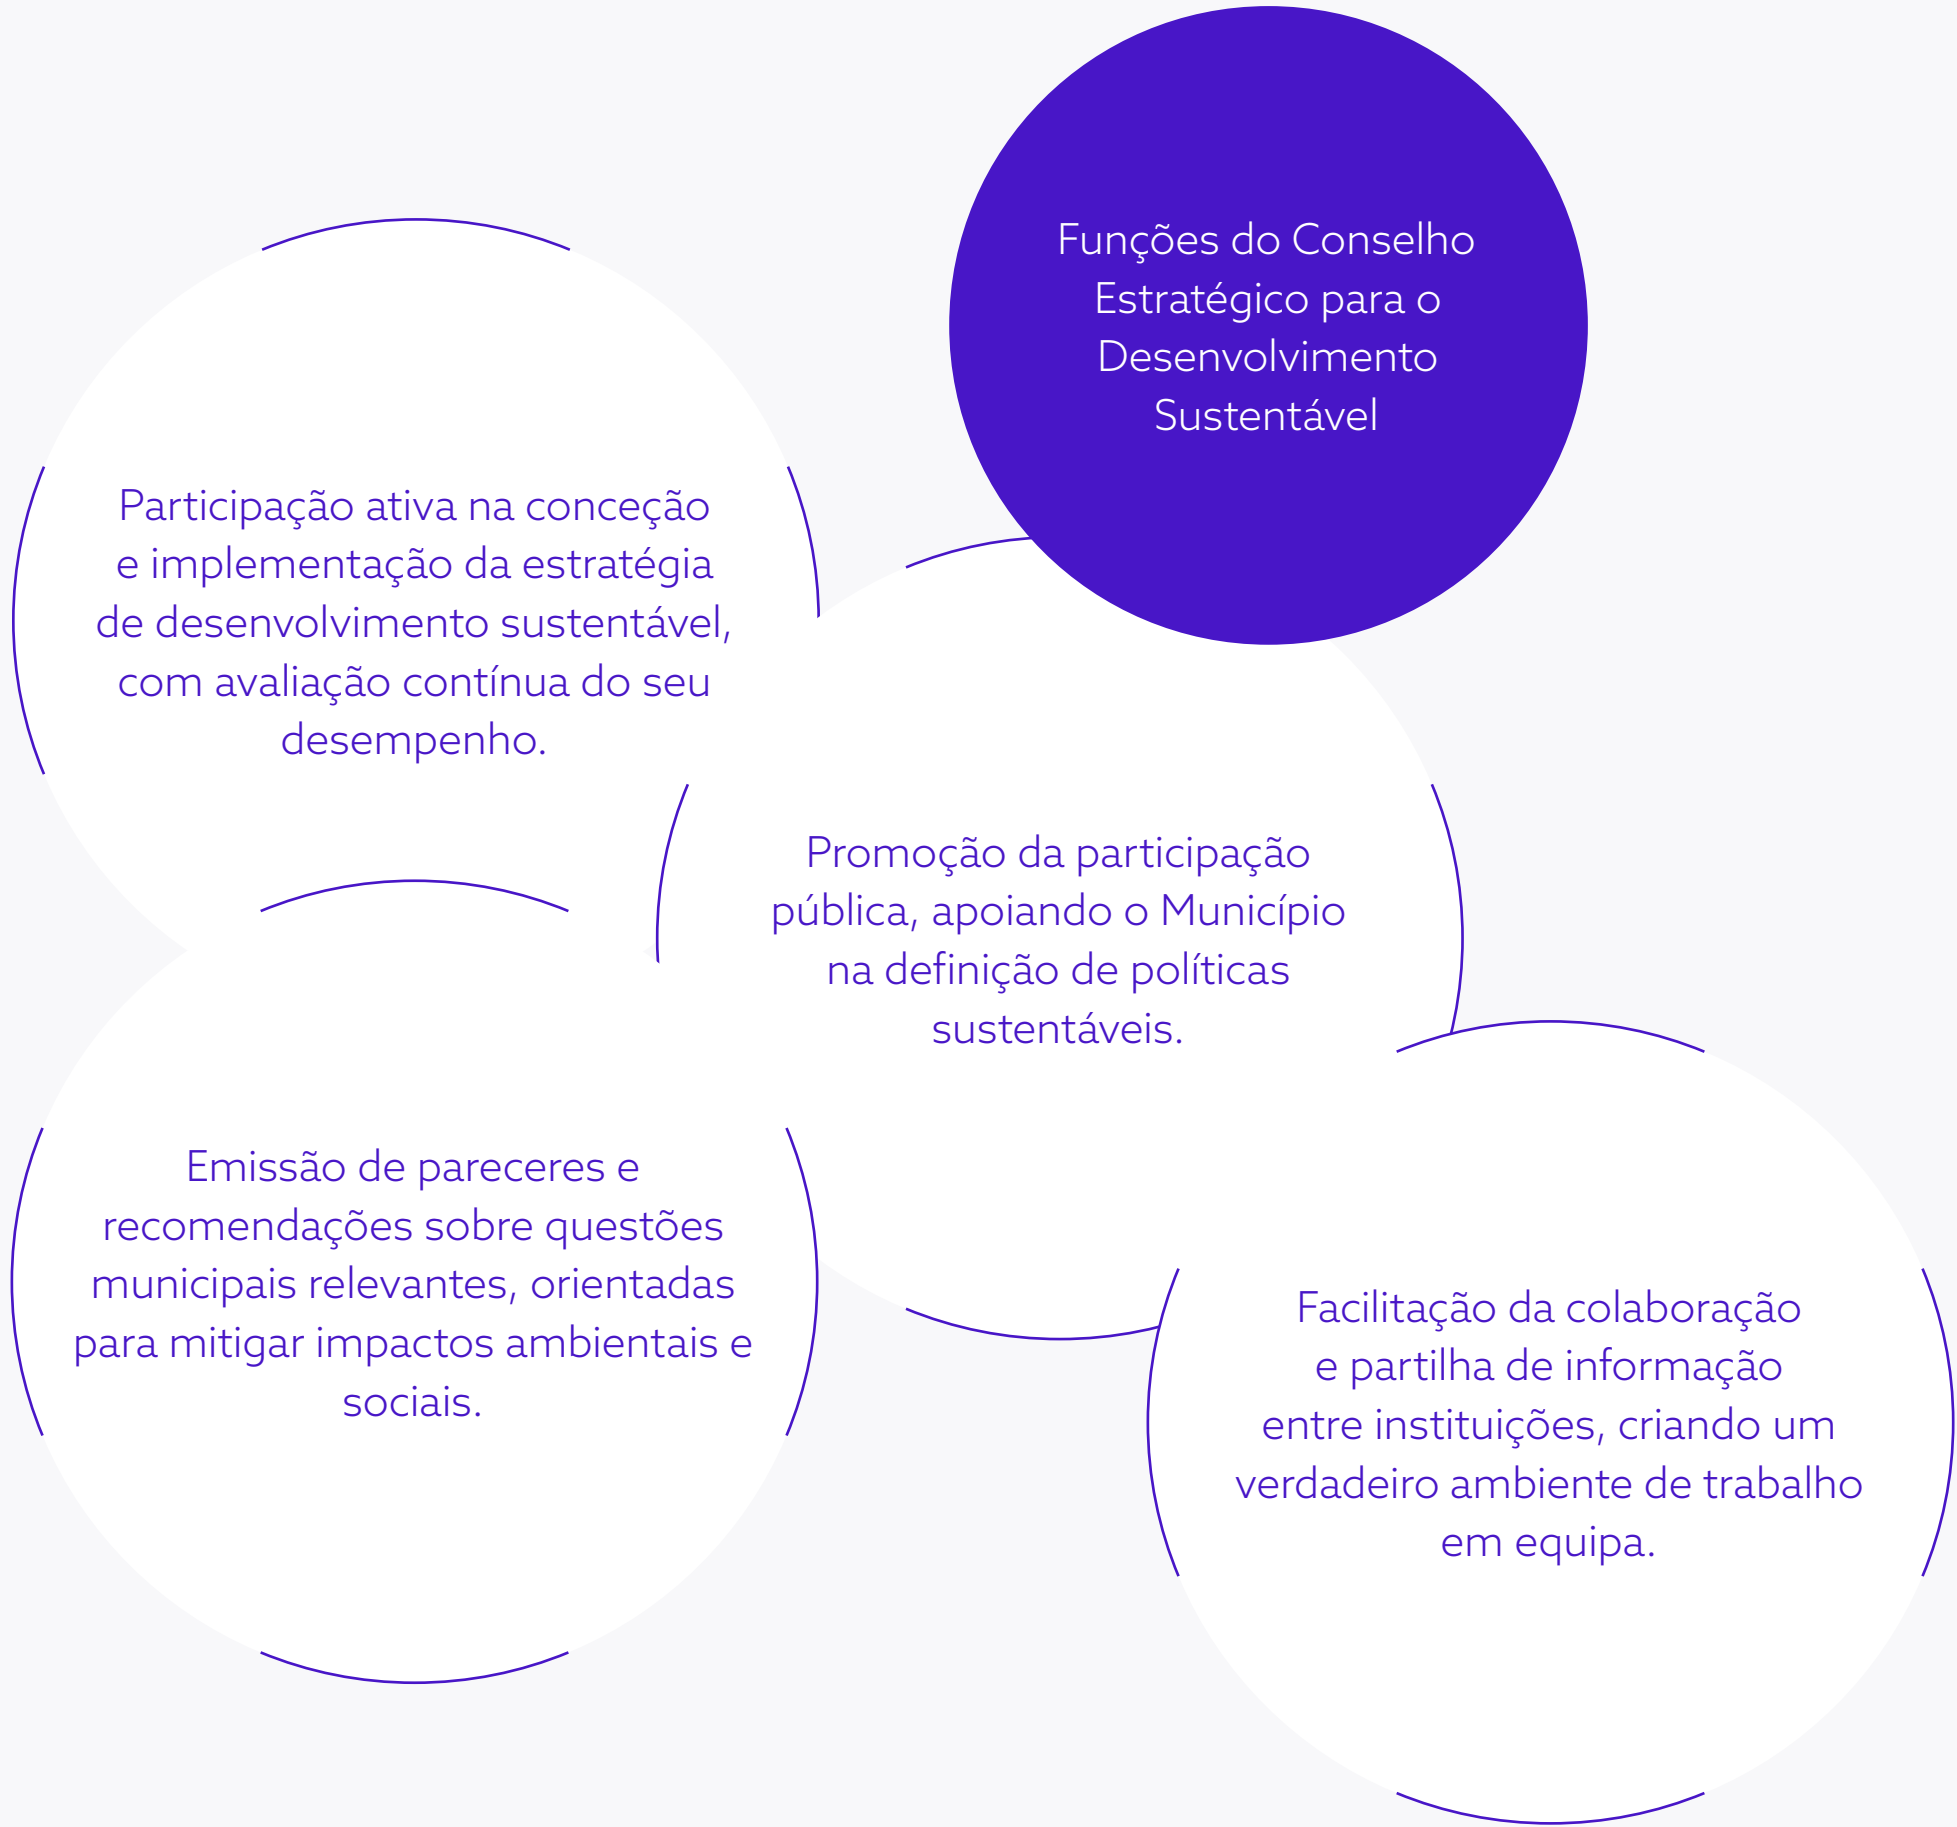 Funções do Conselho
Estratégico para o
Desenvolvimento
Sustentável
Participação ativa na conceção
e implementação da estratégia
de desenvolvimento sustentável,
com avaliação contínua do seu
desempenho.
Promoção da participação
pública, apoiando o Município
na definição de políticas
sustentáveis.
Emissão de pareceres e
recomendações sobre questões
municipais relevantes, orientadas
para mitigar impactos ambientais e
sociais.
Facilitação da colaboração
e partilha de informação
entre instituições, criando um
verdadeiro ambiente de trabalho
em equipa.